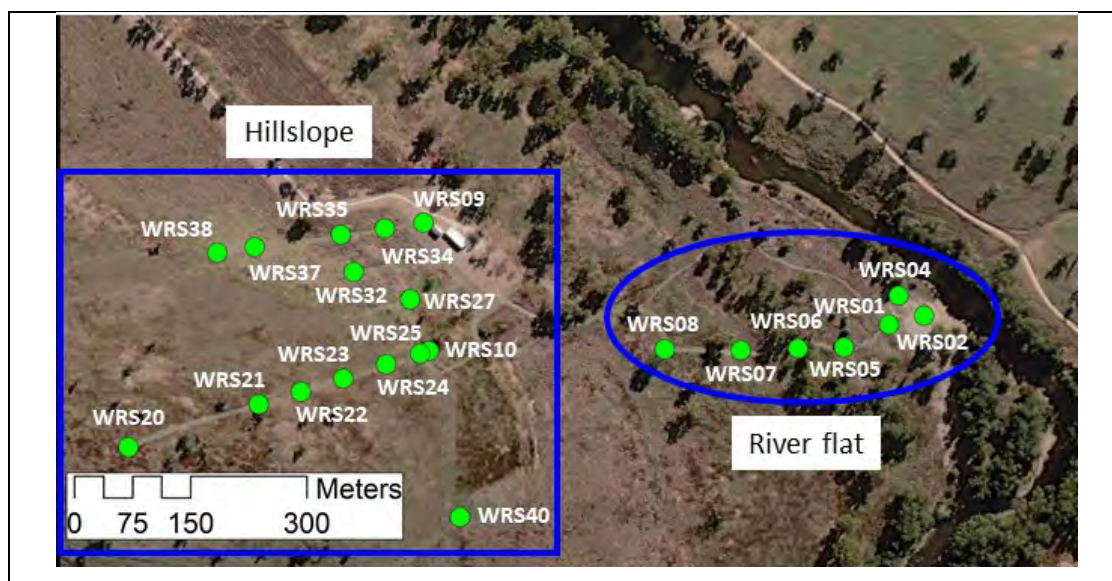 Hillslope
WRS09
WRS35
WRS38
WRS34
WRS37
WRS32
WRS27
WRS04
WRS01
WRS25
WRS06
WRS08
WRS10
WRS02
WRS23
WRS05
WRS07
WRS24
WRS21
WRS22
WRS20
River flat
Meters
0 75 150 300
WRS40